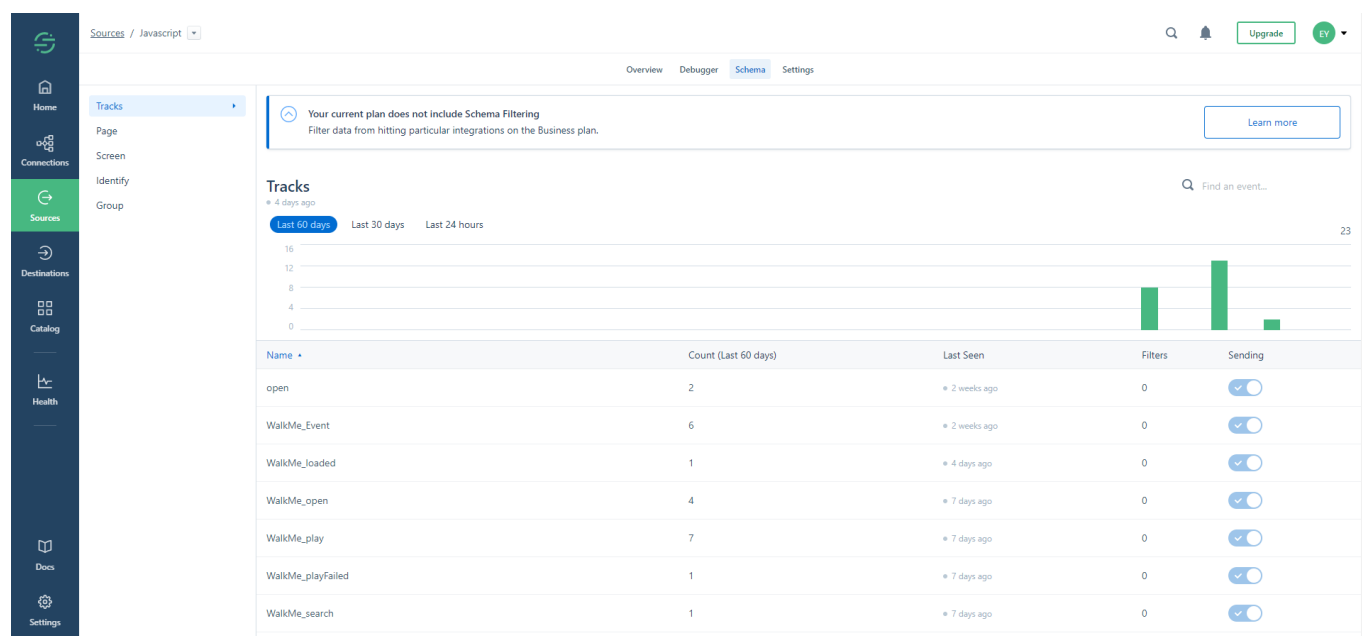 Sources / Javascript
Upgrade
EY
Overview Debugger Schema Settings
Home
Connections
Sources
Destinations
Catalog
Health
Docs
Settings
Tracks
Page
Screen
Identify
Group
Your current plan does not include Schema Filtering
Filter data from hitting particular integrations on the Business plan.
Learn more
Tracks
4 days ago
Find an event...
Last 60 days Last 30 days Last 24 hours
23
16
12
8
4
0
Name Count (Last 60 days) Last Seen Filters Sending
open 2 2 weeks ago 0
WalkMe_Event 6 2 weeks ago 0
WalkMe_loaded 1 4 days ago 0
WalkMe_open 4 7 days ago 0
WalkMe_play 7 7 days ago 0
WalkMe_playFailed 1 7 days ago 0
WalkMe_search 1 7 days ago 0